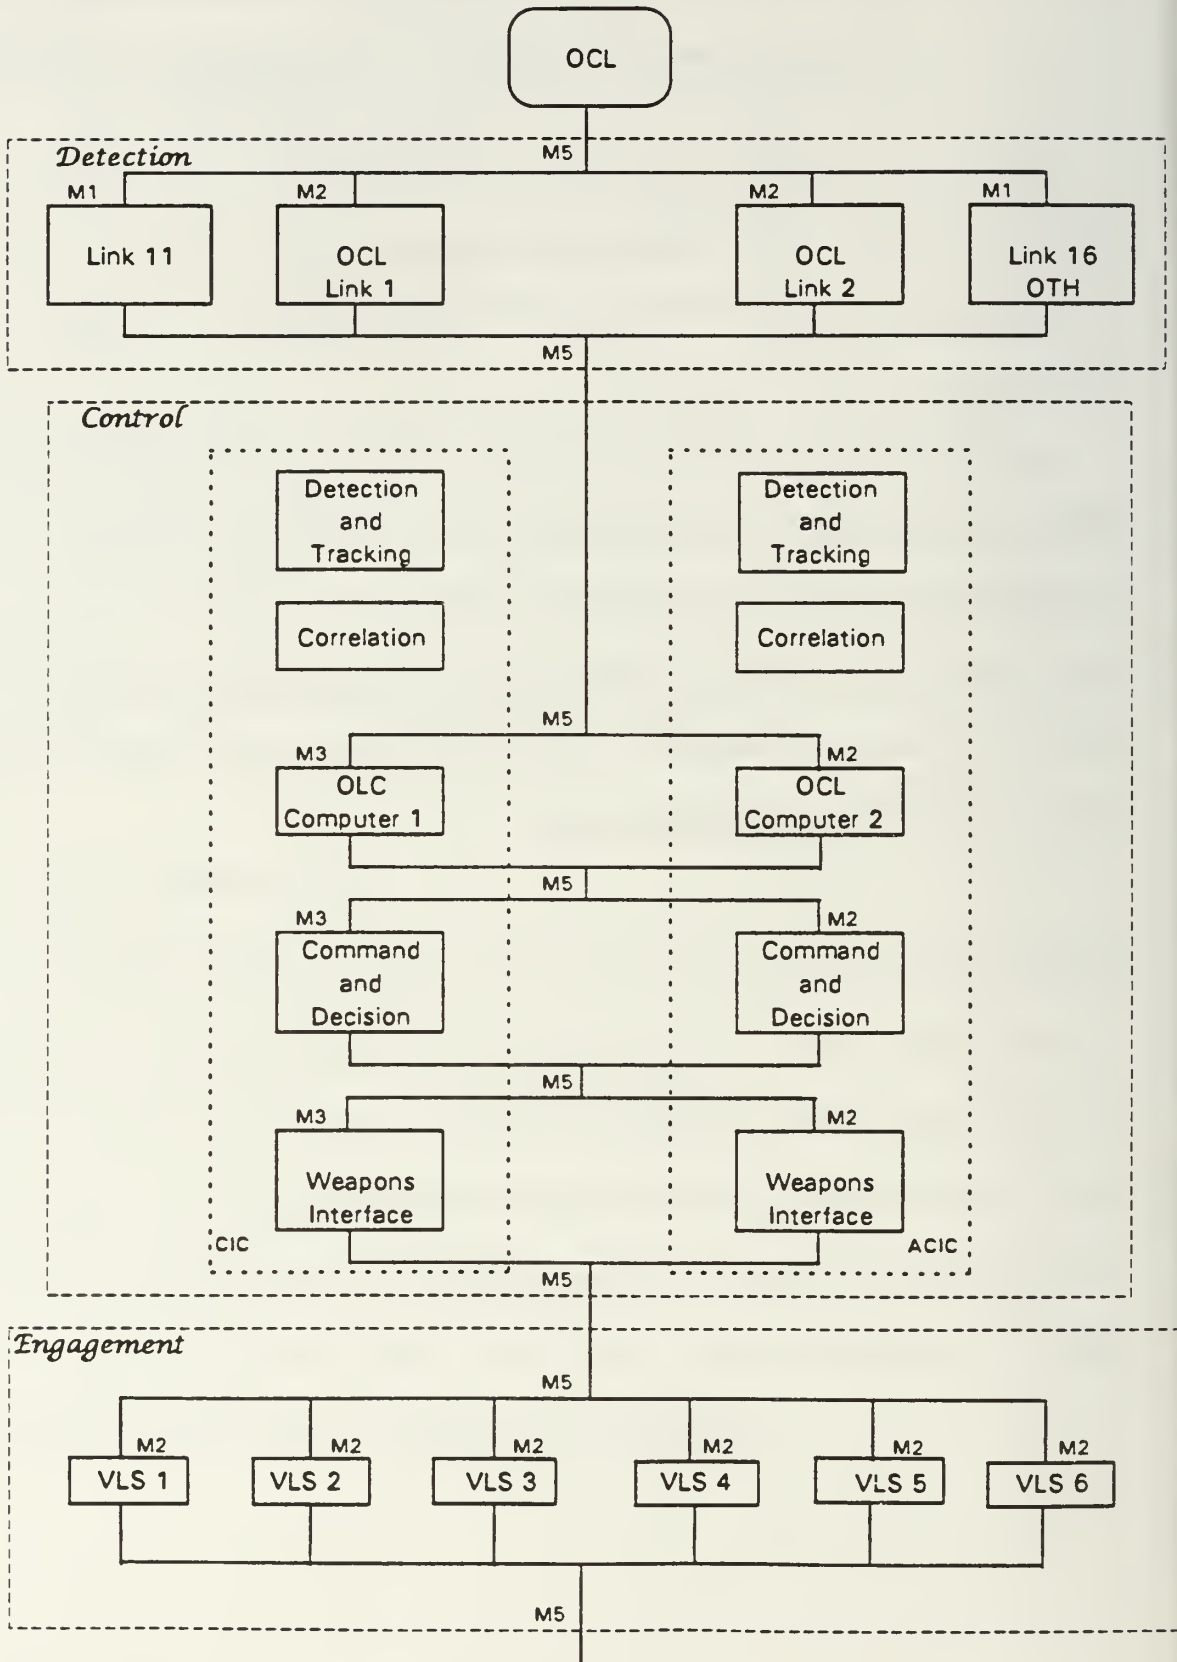 OCL
M5
Detection
M1 M2 M2 M1
Link 11
OCL
Link 1
OCL
Link 2
Link 16
OTH
M5
Control
Detection
and
Tracking
Detection
and
Tracking
Correlation
Correlation
M5
M3 M2
OLC
Computer 1
OCL
Computer 2
M5
M3 M2
Command
and
Decision
Command
and
Decision
M5
M3 M2
Weapons
Interface
Weapons
Interface
CIC
ACIC
M5
Engagement
M5
M2 M2 M2 M2 M2 M2
VLS 1 VLS 2 VLS 3 VLS 4 VLS 5 VLS 6
M5